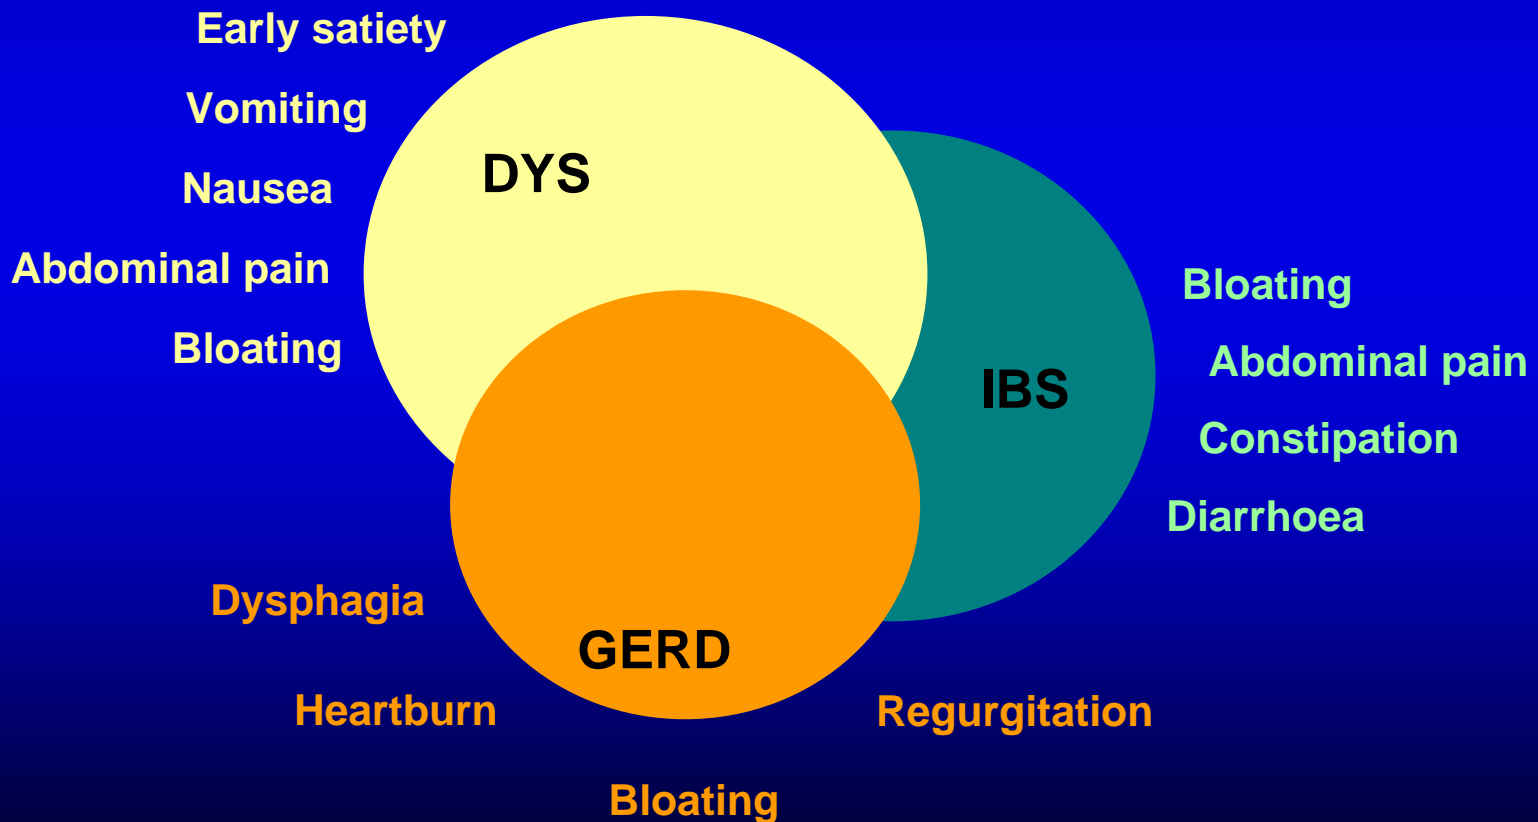 Early satiety
Vomiting
DYS
Nausea
Abdominal pain
Bloating
Bloating
Abdominal pain
IBS
Constipation
Diarrhoea
Dysphagia
GERD
Heartburn
Regurgitation
Bloating